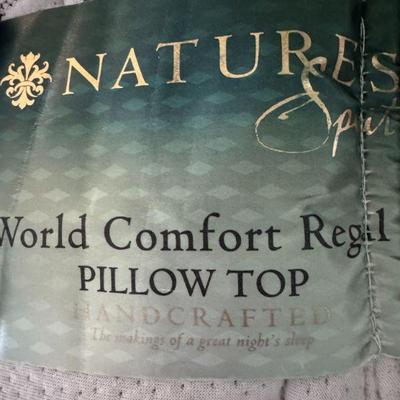 NATURES
Spirit
World Comfort Regal
PILLOW TOP
HANDCRAFTED
The makings of a great night's sleep